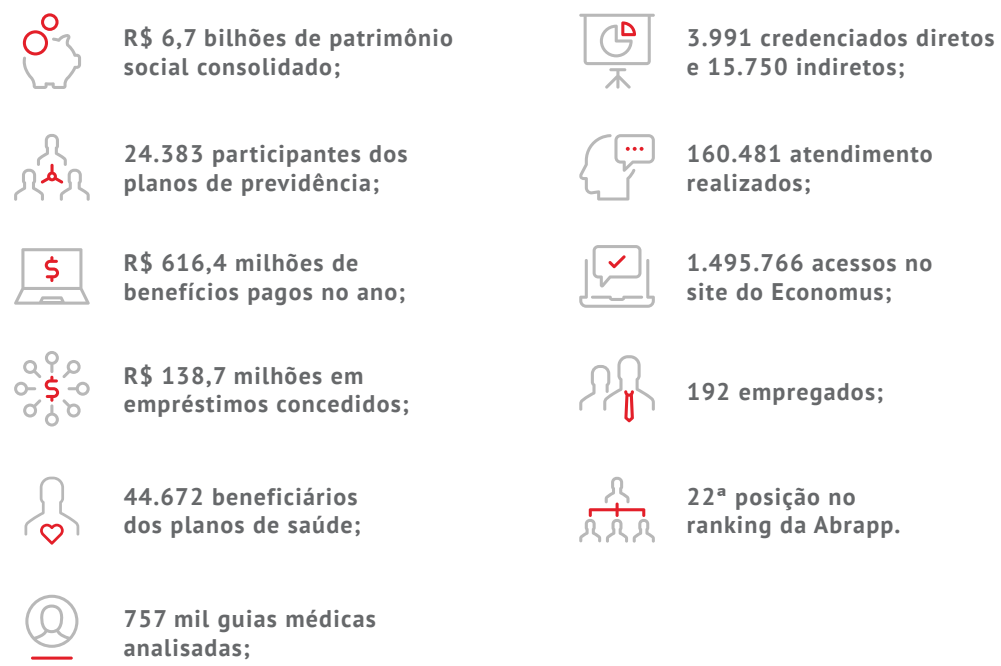 R$ 6,7 bilhões de patrimônio
social consolidado;
24.383 participantes dos
planos de previdência;
R$ 616,4 milhões de
benefícios pagos no ano;
R$ 138,7 milhões em
empréstimos concedidos;
44.672 beneficiários
dos planos de saúde;
757 mil guias médicas
analisadas;
3.991 credenciados diretos
e 15.750 indiretos;
160.481 atendimento
realizados;
1.495.766 acessos no
site do Economus;
192 empregados;
22ª posição no
ranking da Abrapp.